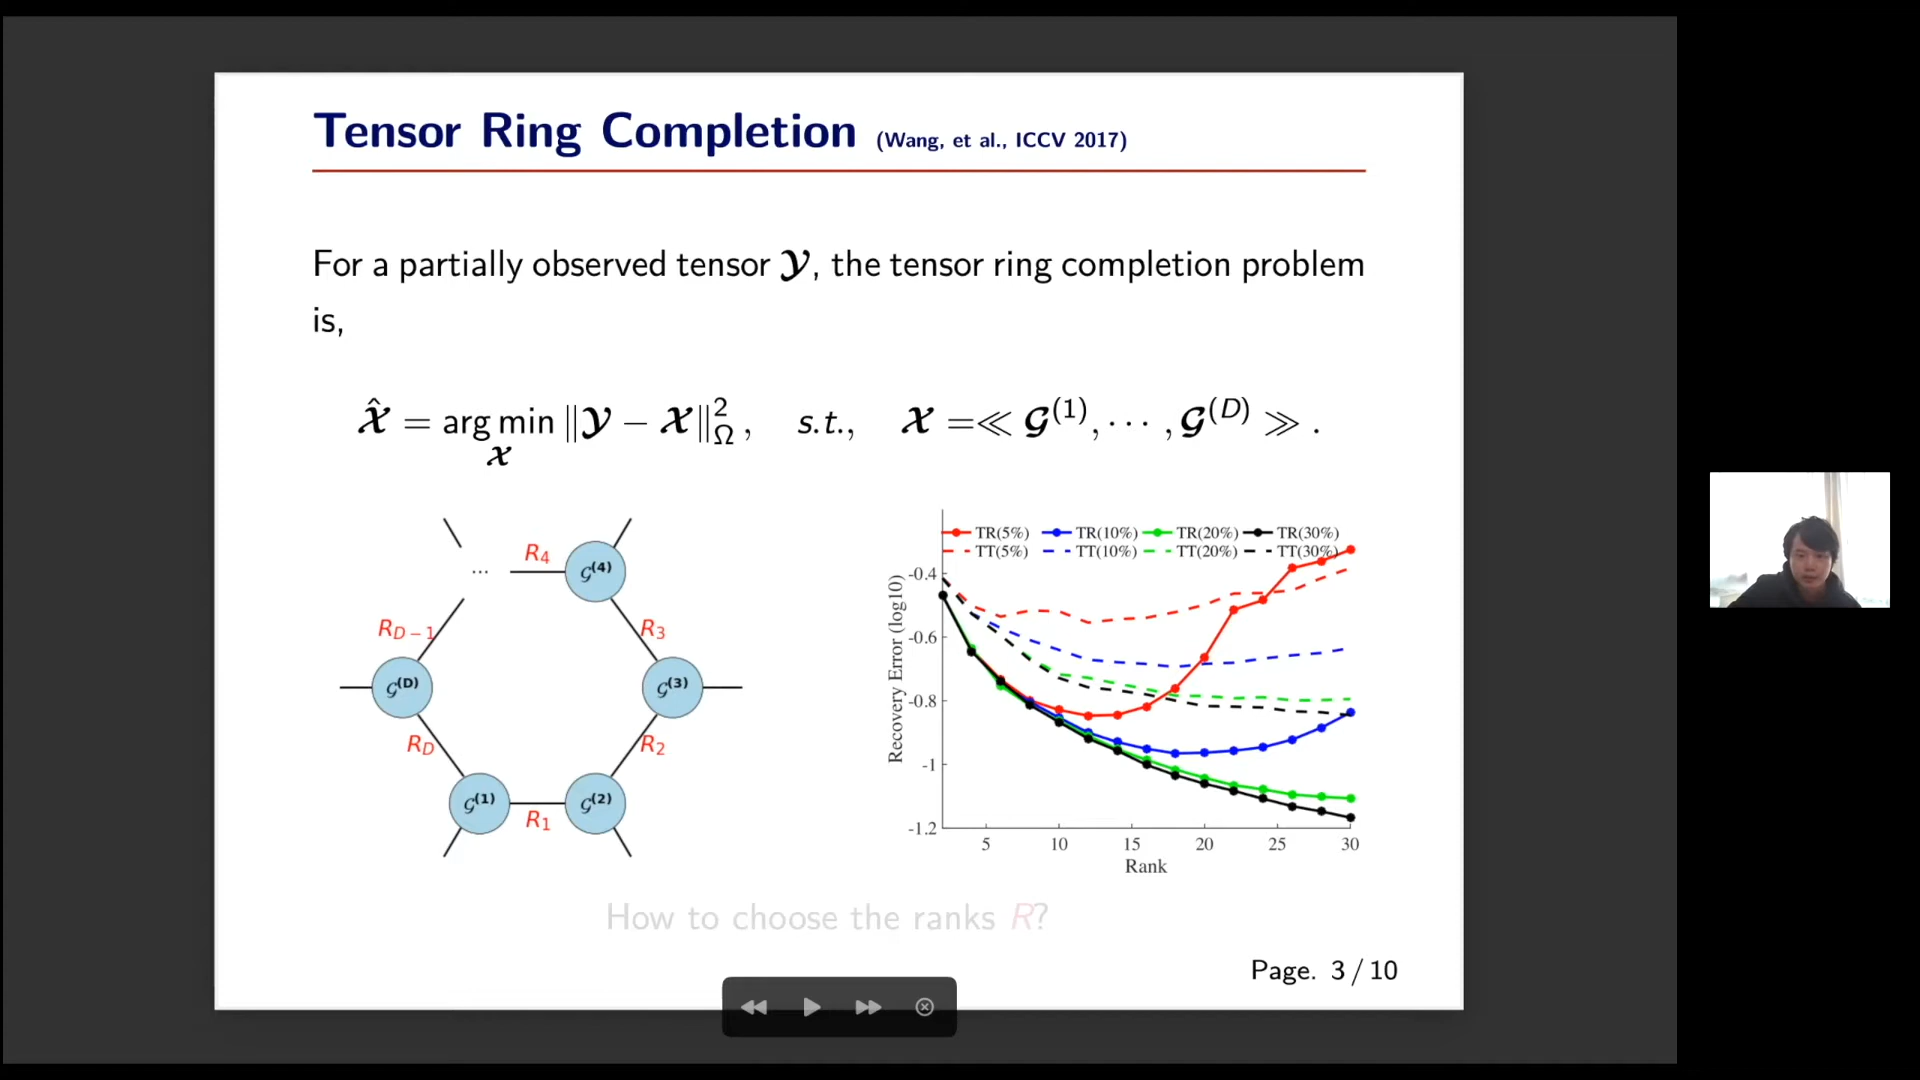 Tensor Ring Completion (Wang, et al., ICCV 2017)
For a partially observed tensor 𝓨, the tensor ring completion problem
is,
𝓧̂ = arg min ‖𝓨 − 𝓧‖²_Ω , s.t., 𝓧 =≪ 𝓖^(1), ⋯ , 𝓖^(D) ≫ .
𝓧
R4
...
𝒢(4)
R_{D−1}
R3
𝒢(D)
𝒢(3)
R_D
R2
𝒢(1)
𝒢(2)
R1
TR(5%) TR(10%) TR(20%) TR(30%)
TT(5%) TT(10%) TT(20%) TT(30%)
Recovery Error (log10)
-0.4
-0.6
-0.8
-1
-1.2
5 10 15 20 25 30
Rank
How to choose the ranks R?
Page. 3 / 10